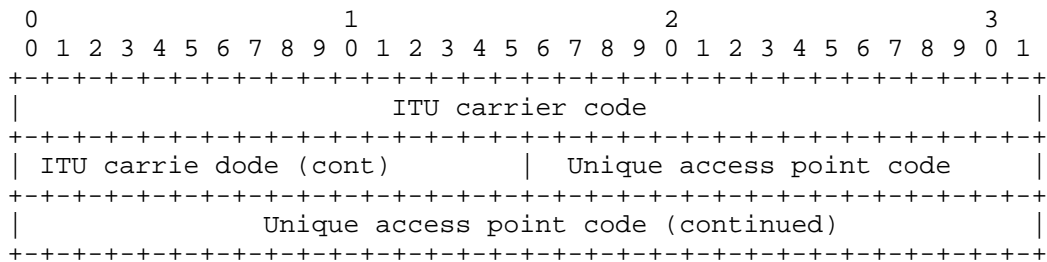 0                   1                   2                   3
 0 1 2 3 4 5 6 7 8 9 0 1 2 3 4 5 6 7 8 9 0 1 2 3 4 5 6 7 8 9 0 1
+-+-+-+-+-+-+-+-+-+-+-+-+-+-+-+-+-+-+-+-+-+-+-+-+-+-+-+-+-+-+-+-+
|                        ITU carrier code                       |
+-+-+-+-+-+-+-+-+-+-+-+-+-+-+-+-+-+-+-+-+-+-+-+-+-+-+-+-+-+-+-+-+
| ITU carrie dode (cont)        |  Unique access point code     |
+-+-+-+-+-+-+-+-+-+-+-+-+-+-+-+-+-+-+-+-+-+-+-+-+-+-+-+-+-+-+-+-+
|               Unique access point code (continued)            |
+-+-+-+-+-+-+-+-+-+-+-+-+-+-+-+-+-+-+-+-+-+-+-+-+-+-+-+-+-+-+-+-+